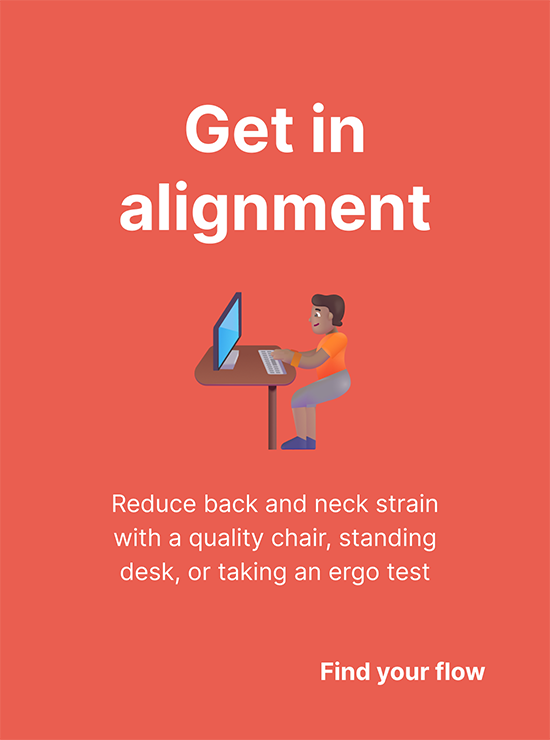 Get in
alignment
Reduce back and neck strain
with a quality chair, standing
desk, or taking an ergo test
Find your flow